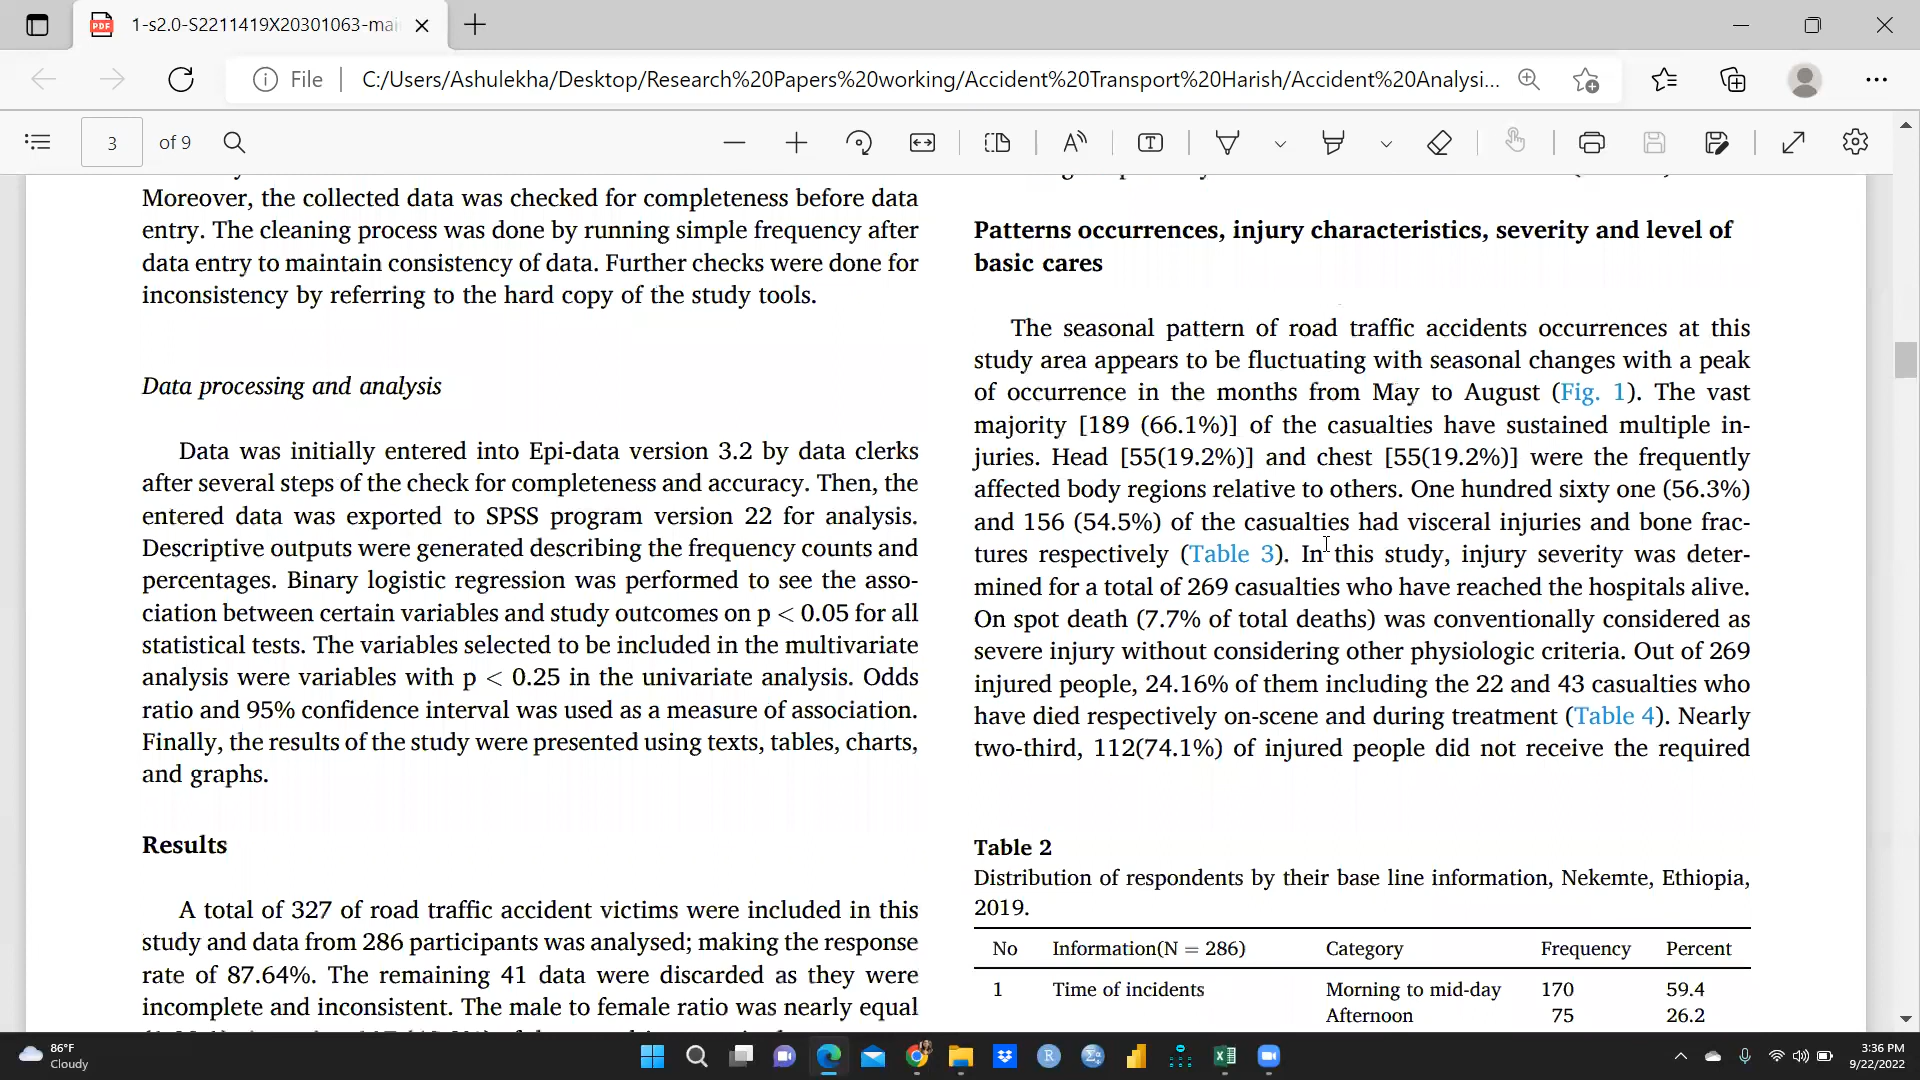 1-s2.0-S2211419X20301063-mai
File
C:/Users/Ashulekha/Desktop/Research%20Papers%20working/Accident%20Transport%20Harish/Accident%20Analysi...
3 of 9
Moreover, the collected data was checked for completeness before data
entry. The cleaning process was done by running simple frequency after
data entry to maintain consistency of data. Further checks were done for
inconsistency by referring to the hard copy of the study tools.
Data processing and analysis
Data was initially entered into Epi-data version 3.2 by data clerks
after several steps of the check for completeness and accuracy. Then, the
entered data was exported to SPSS program version 22 for analysis.
Descriptive outputs were generated describing the frequency counts and
percentages. Binary logistic regression was performed to see the asso-
ciation between certain variables and study outcomes on p < 0.05 for all
statistical tests. The variables selected to be included in the multivariate
analysis were variables with p < 0.25 in the univariate analysis. Odds
ratio and 95% confidence interval was used as a measure of association.
Finally, the results of the study were presented using texts, tables, charts,
and graphs.
Results
A total of 327 of road traffic accident victims were included in this
study and data from 286 participants was analysed; making the response
rate of 87.64%. The remaining 41 data were discarded as they were
incomplete and inconsistent. The male to female ratio was nearly equal
Patterns occurrences, injury characteristics, severity and level of
basic cares
The seasonal pattern of road traffic accidents occurrences at this
study area appears to be fluctuating with seasonal changes with a peak
of occurrence in the months from May to August (Fig. 1). The vast
majority [189 (66.1%)] of the casualties have sustained multiple in-
juries. Head [55(19.2%)] and chest [55(19.2%)] were the frequently
affected body regions relative to others. One hundred sixty one (56.3%)
and 156 (54.5%) of the casualties had visceral injuries and bone frac-
tures respectively (Table 3). In this study, injury severity was deter-
mined for a total of 269 casualties who have reached the hospitals alive.
On spot death (7.7% of total deaths) was conventionally considered as
severe injury without considering other physiologic criteria. Out of 269
injured people, 24.16% of them including the 22 and 43 casualties who
have died respectively on-scene and during treatment (Table 4). Nearly
two-third, 112(74.1%) of injured people did not receive the required
Table 2
Distribution of respondents by their base line information, Nekemte, Ethiopia,
2019.
No Information(N = 286) Category Frequency Percent
1 Time of incidents Morning to mid-day 170 59.4
Afternoon 75 26.2
86°F
Cloudy
3:36 PM
9/22/2022